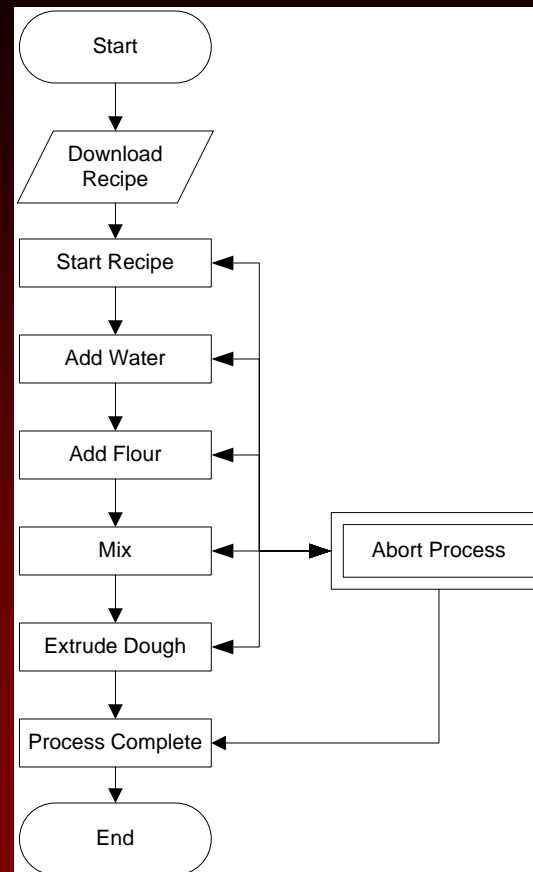 Start
Download
Recipe
Start Recipe
Add Water
Add Flour
Mix
Abort Process
Extrude Dough
Process Complete
End